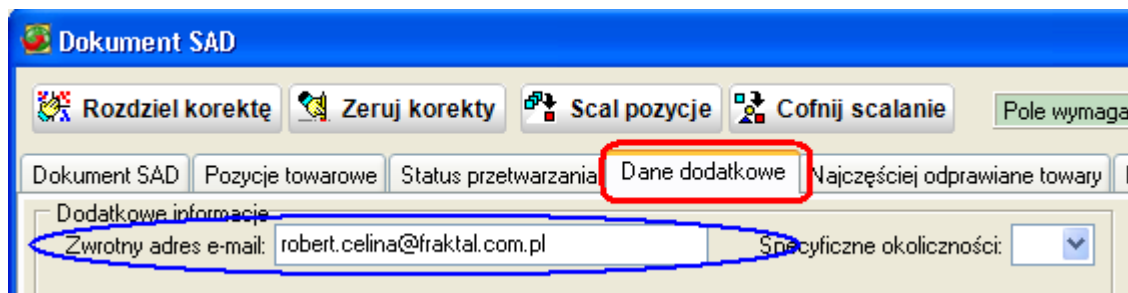 Dokument SAD
Rozdziel korektę Zeruj korekty Scal pozycje Cofnij scalanie Pole wymaga
Dokument SAD Pozycje towarowe Status przetwarzania Dane dodatkowe Najczęściej odprawiane towary
Dodatkowe informacje
Zwrotny adres e-mail: robert.celina@fraktal.com.pl Specyficzne okoliczności: